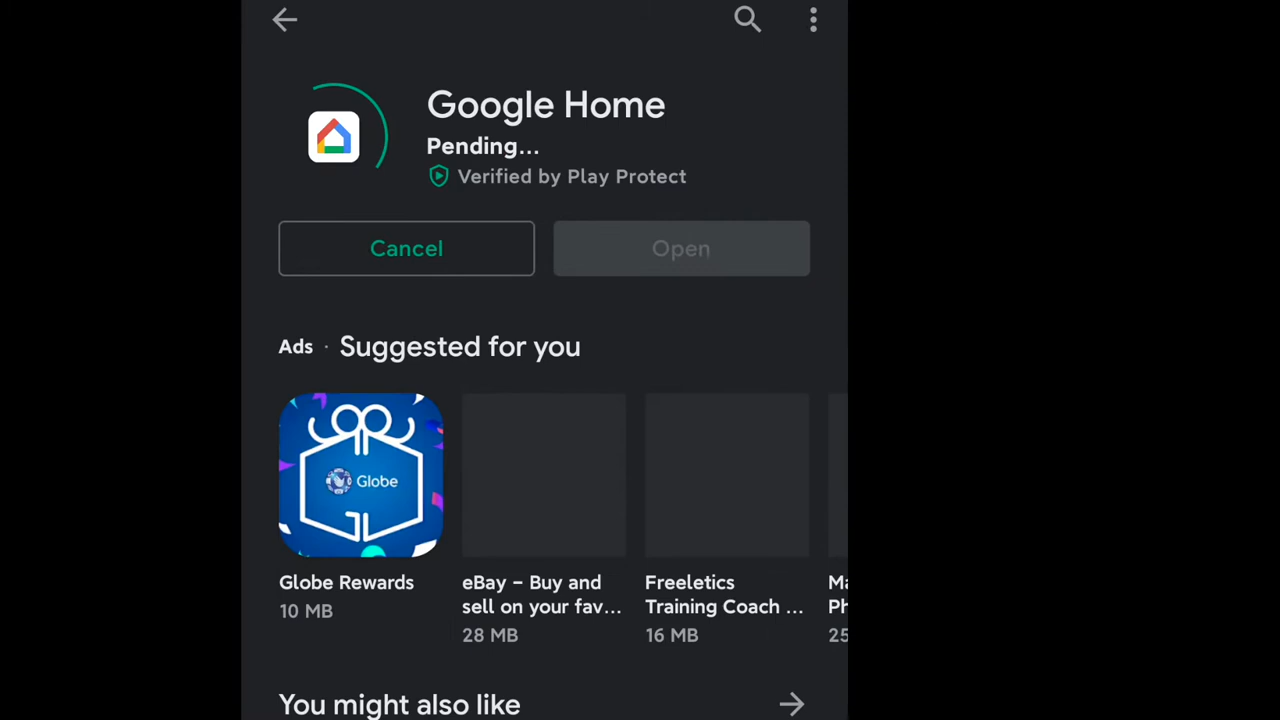 Google Home
Pending...
Verified by Play Protect
Cancel
Open
Ads · Suggested for you
Globe
Globe Rewards
10 MB
eBay – Buy and
sell on your fav...
28 MB
Freeletics
Training Coach ...
16 MB
Ma
Ph
25
You might also like